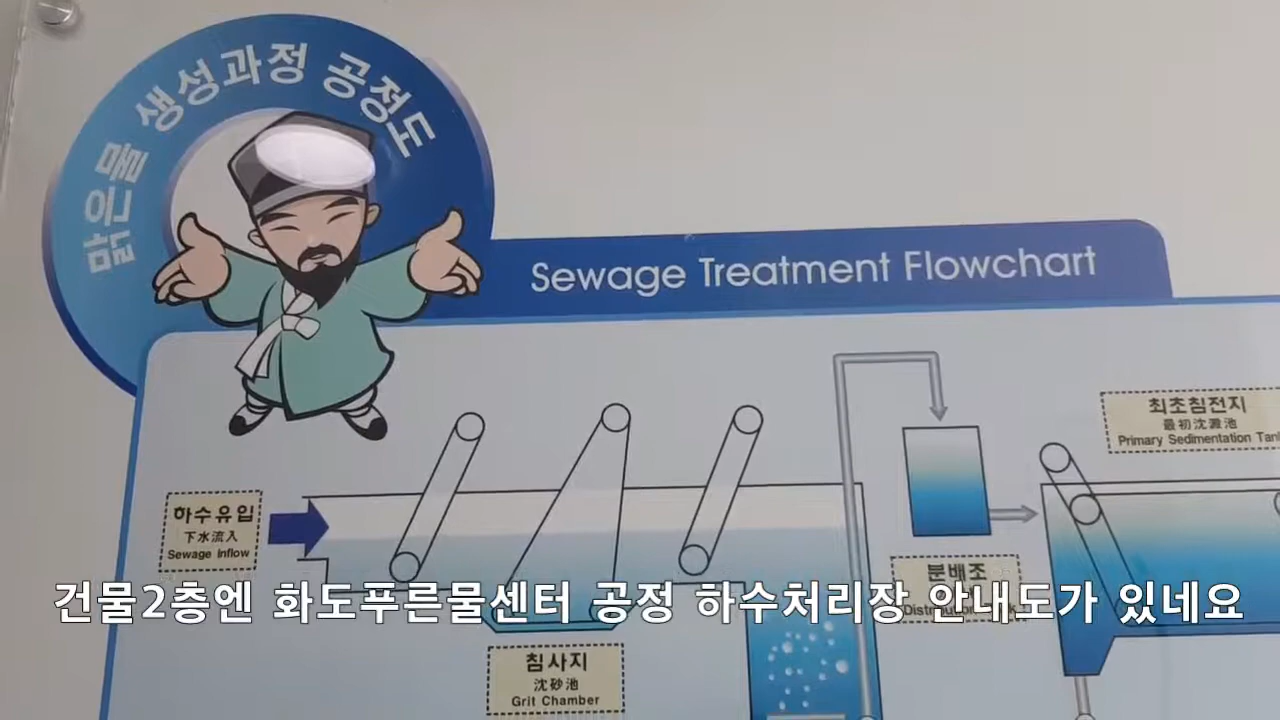 맑은물 생성과정 공정도
Sewage Treatment Flowchart
최초침전지
最初沈澱池
Primary Sedimentation
하수유입
下水流入
Sewage Inflow
분배조
건물2층엔 화도푸른물센터 공정 하수처리장 안내도가 있네요
침사지
沈砂池
Grit Chamber